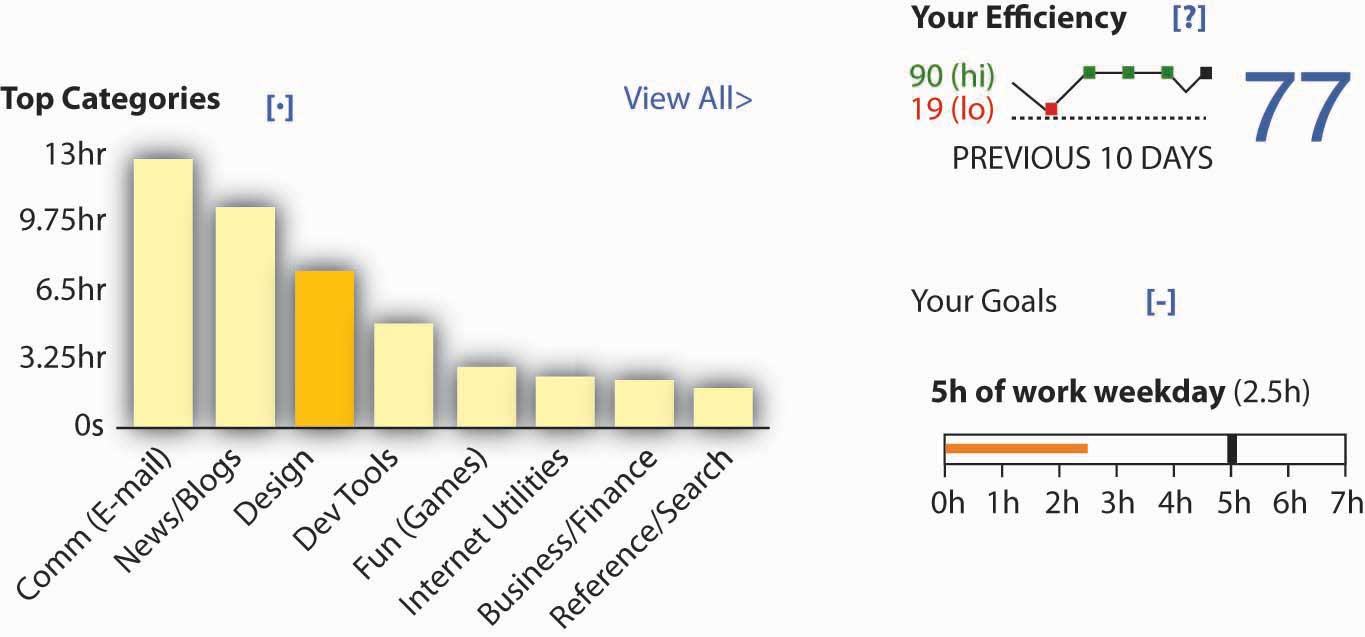 Top Categories [·] View All>
13hr
9.75hr
6.5hr
3.25hr
0s
Comm (E-mail)
News/Blogs
Design
Dev Tools
Fun (Games)
Internet Utilities
Business/Finance
Reference/Search
Your Efficiency [?]
90 (hi)
19 (lo)
77
PREVIOUS 10 DAYS
Your Goals [-]
5h of work weekday (2.5h)
0h 1h 2h 3h 4h 5h 6h 7h